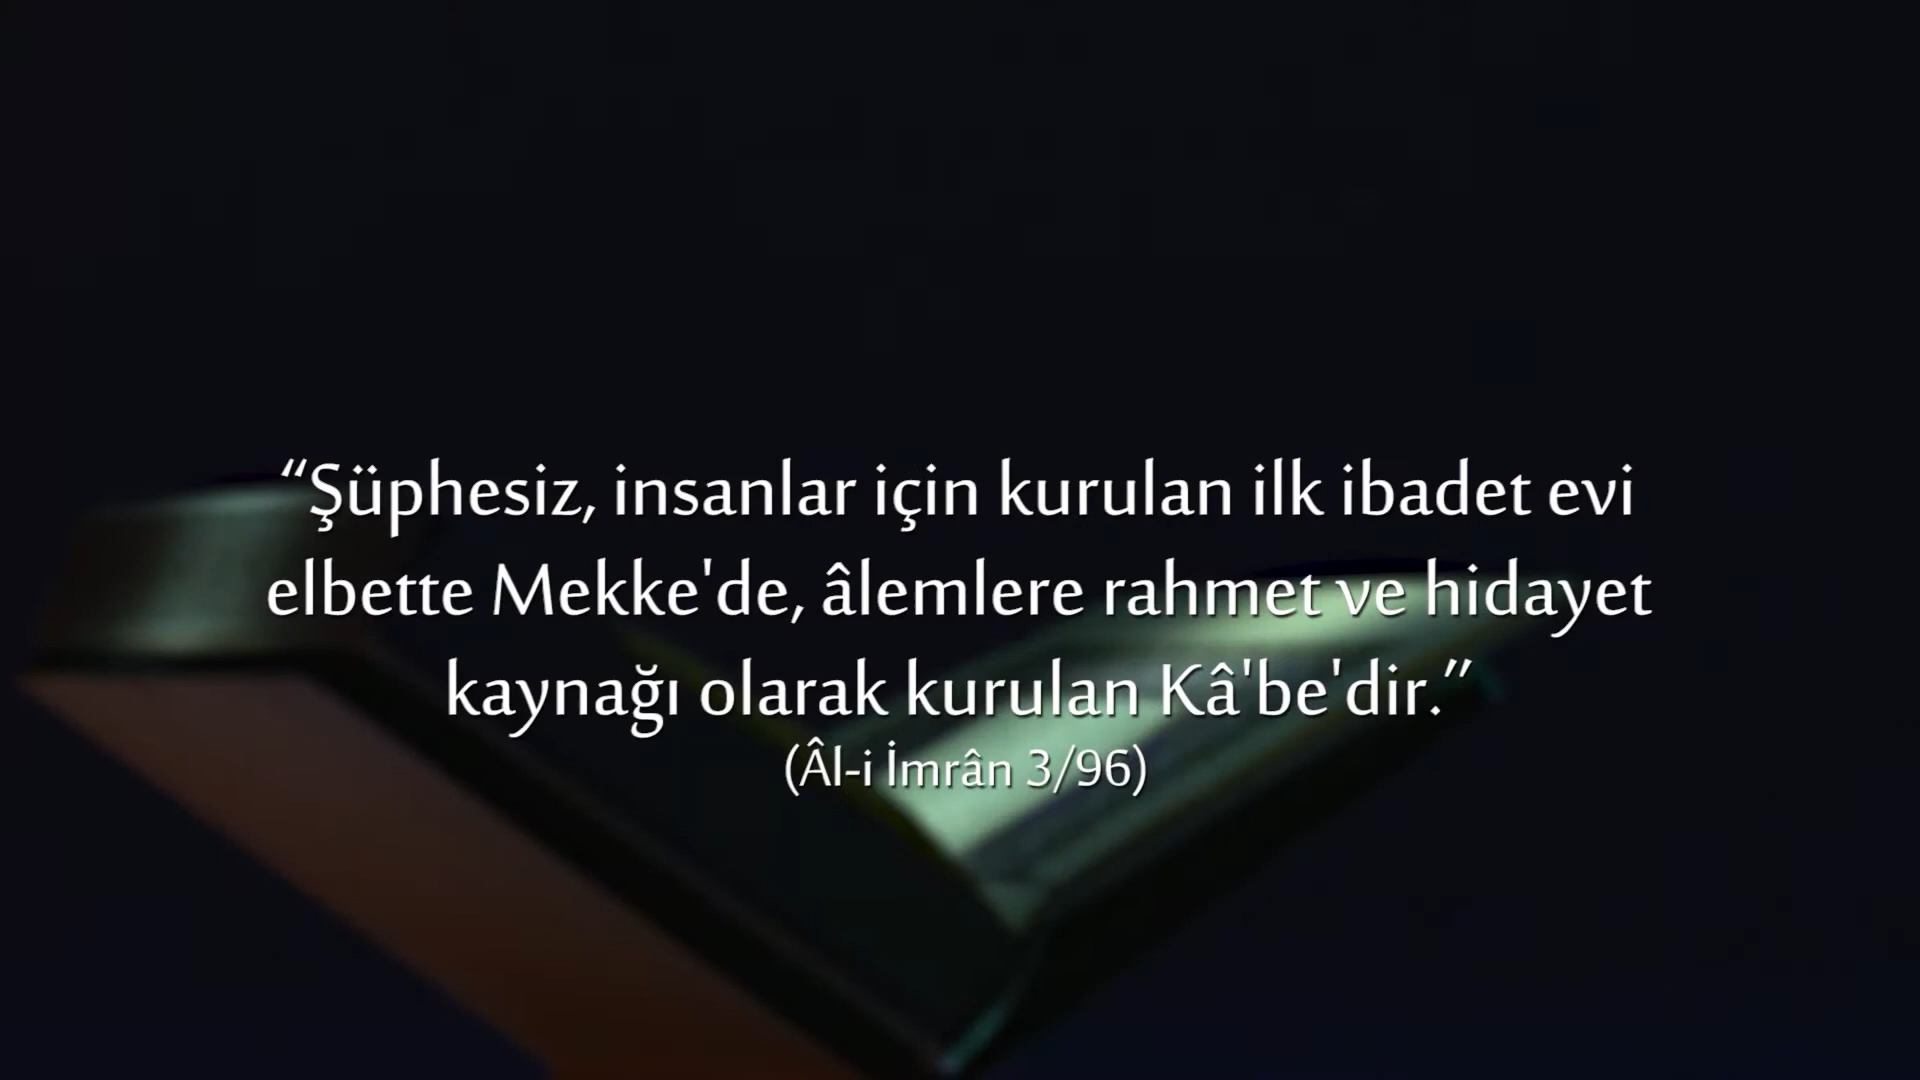 “Şüphesiz, insanlar için kurulan ilk ibadet evi
elbette Mekke'de, âlemlere rahmet ve hidayet
kaynağı olarak kurulan Kâ'be'dir.”
(Âl-i İmrân 3/96)